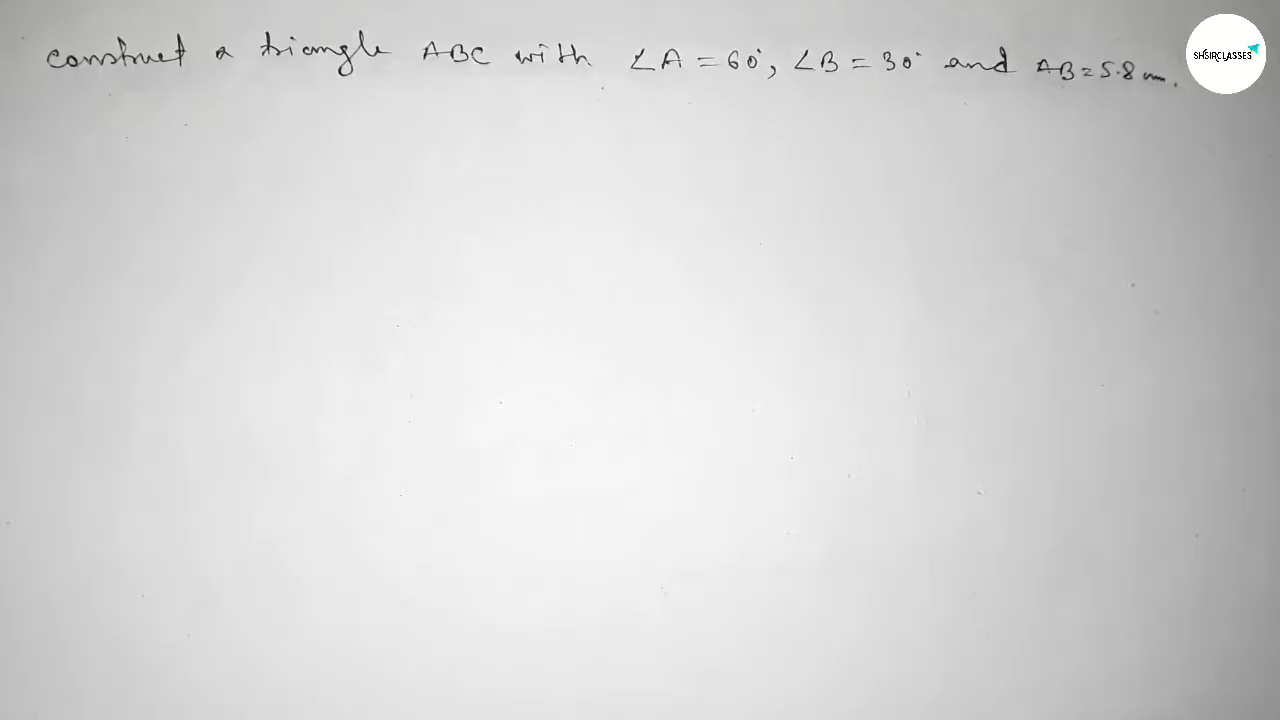 construct a triangle ABC with ∠A = 60°, ∠B = 30° and AB = 5.8 cm.
SHSIRCLASSES